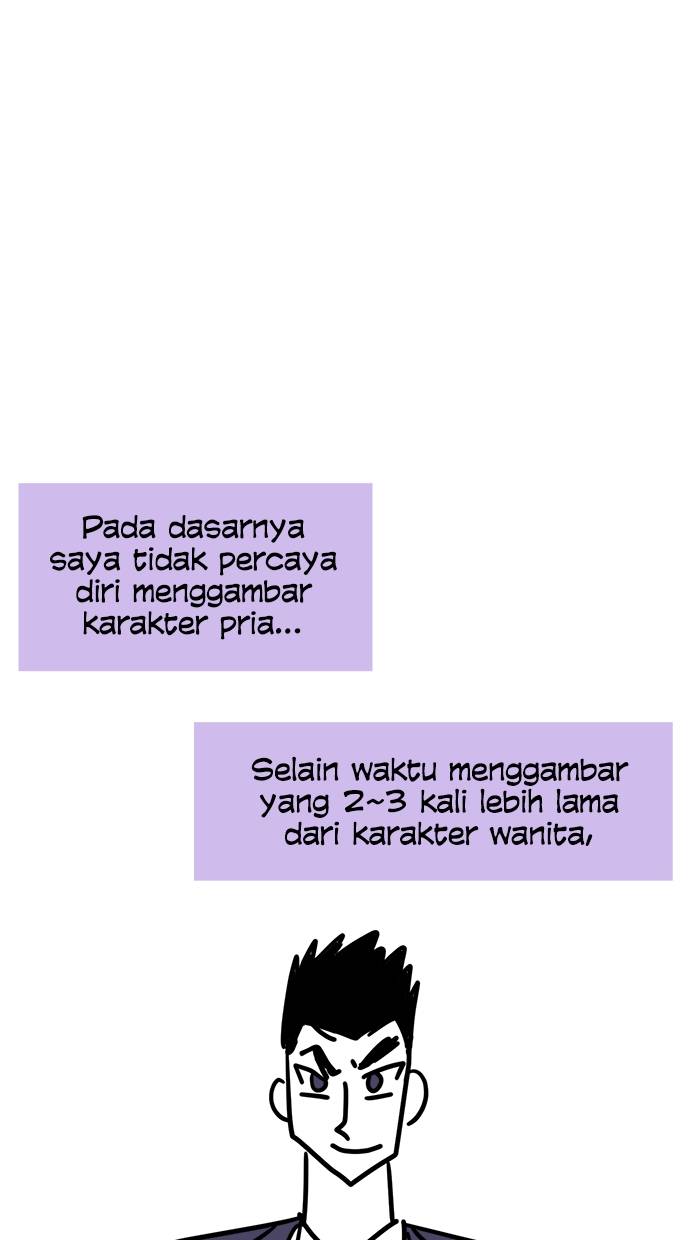 Pada dasarnya
saya tidak percaya
diri menggambar
karakter pria...
Selain waktu menggambar
yang 2~3 kali lebih lama
dari karakter wanita,